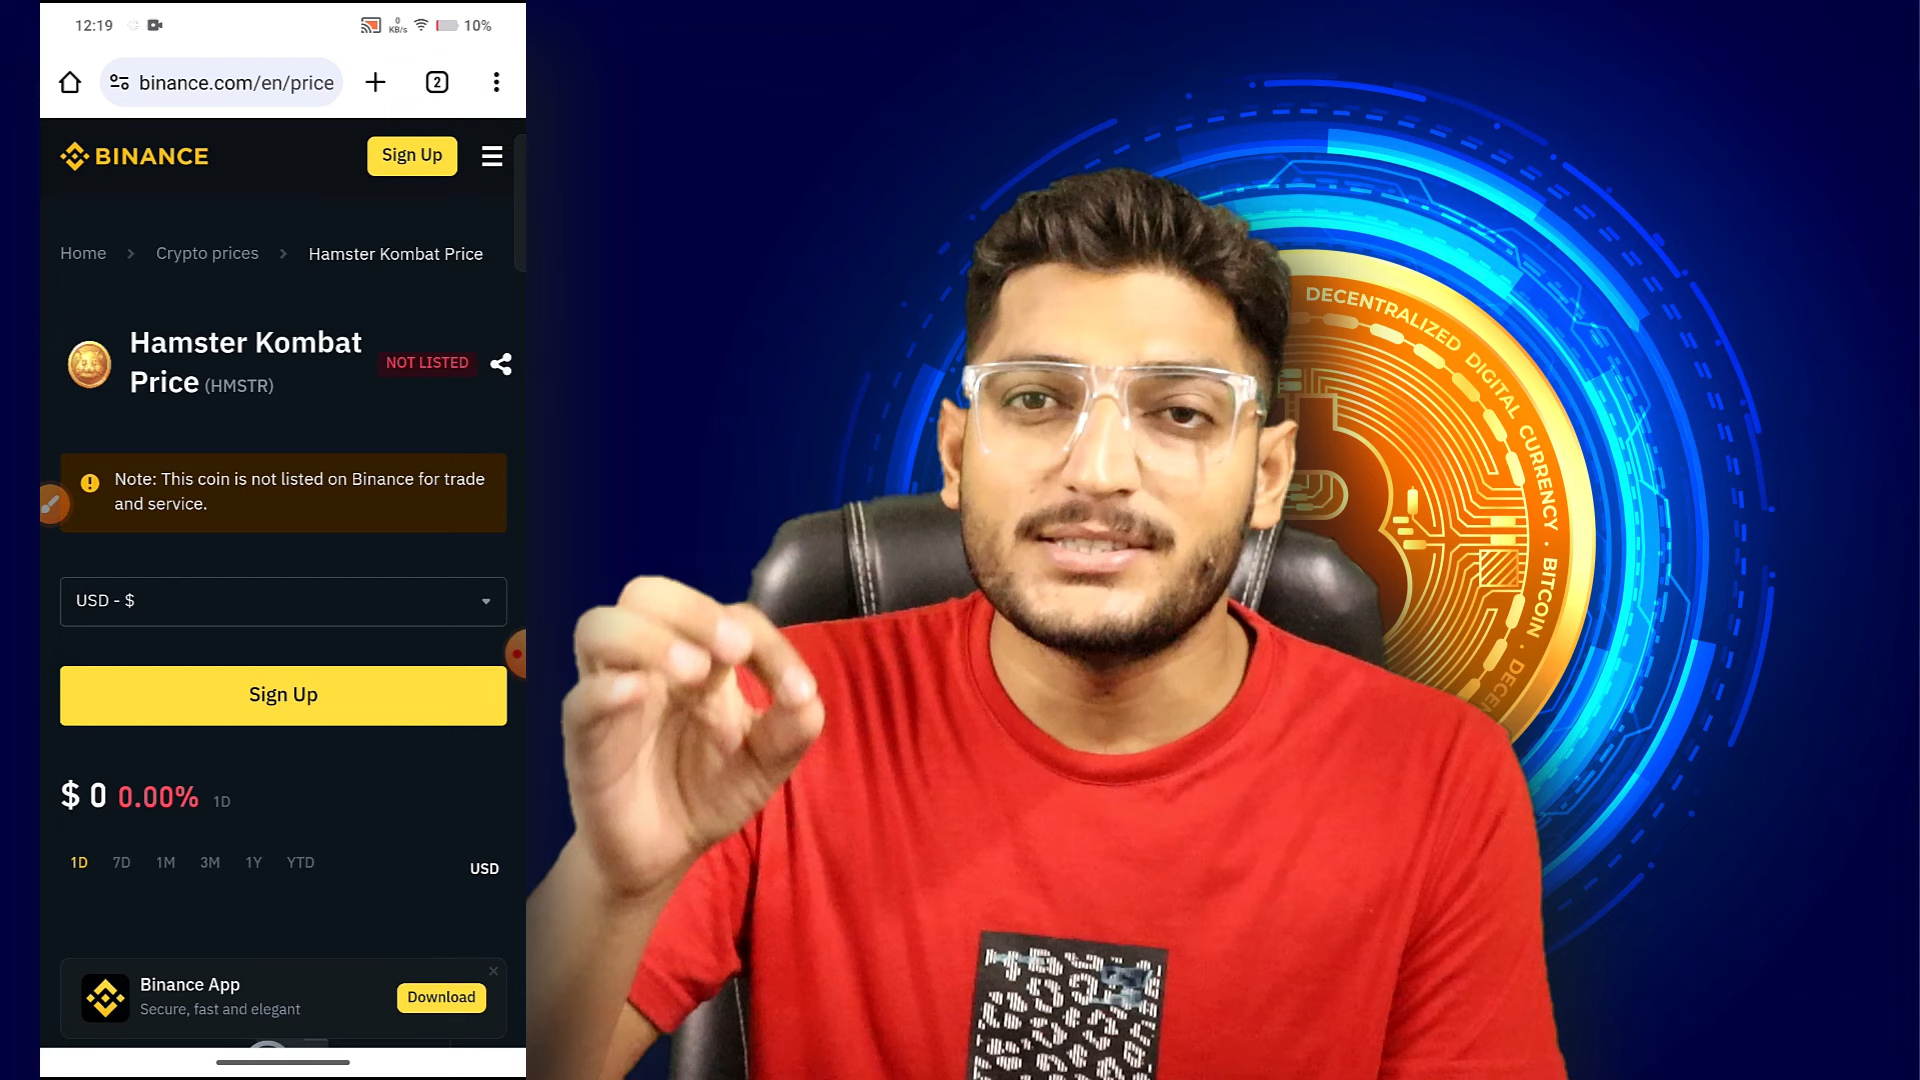 12:19
0
KB/s
10%
binance.com/en/price
2
BINANCE
Sign Up
Home
Crypto prices
Hamster Kombat Price
Hamster Kombat
Price (HMSTR)
NOT LISTED
Note: This coin is not listed on Binance for trade
and service.
USD - $
Sign Up
$ 0 0.00% 1D
1D 7D 1M 3M 1Y YTD
USD
Binance App
Secure, fast and elegant
Download
DECENTRALIZED DIGITAL CURRENCY · BITCOIN ·